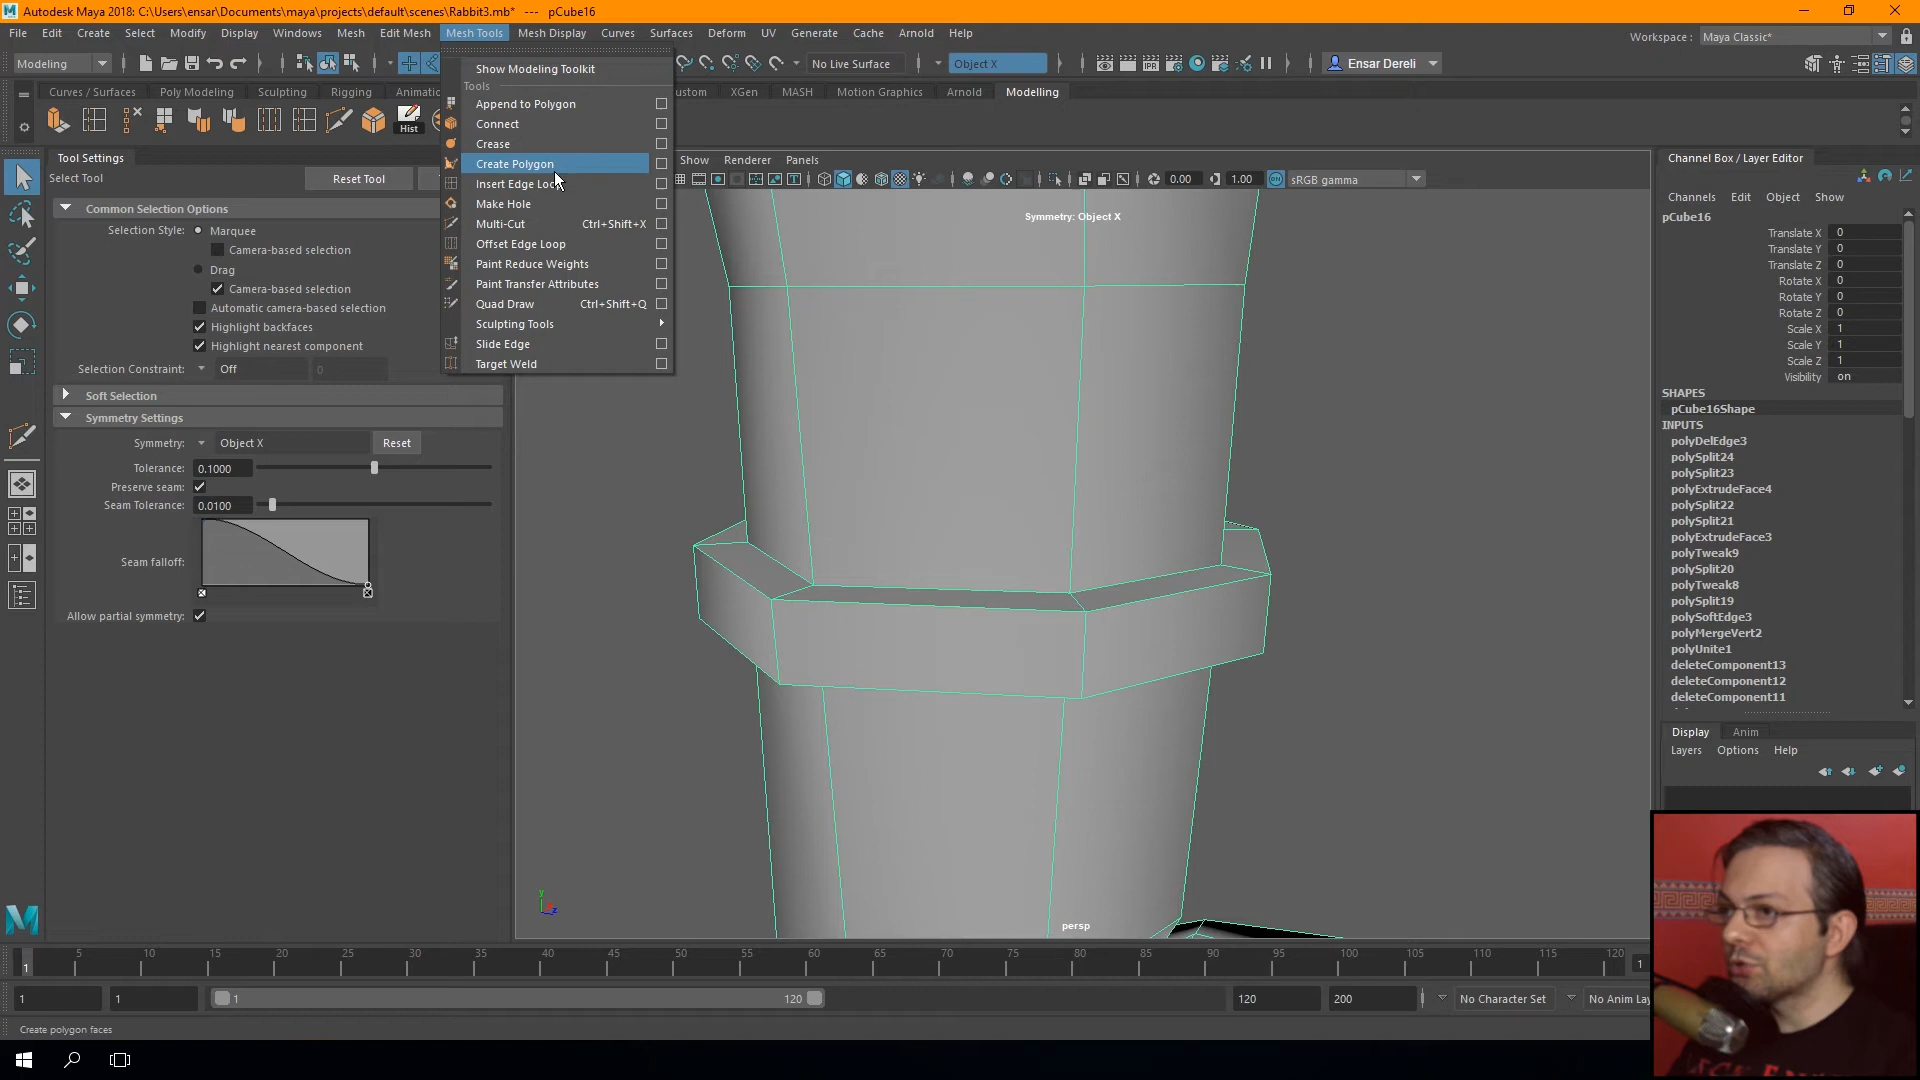 Autodesk Maya 2018: C:\Users\ensar\Documents\maya\projects\default\scenes\Rabbit3.mb* --- pCube16
File Edit Create Select Modify Display Windows Mesh Edit Mesh Mesh Tools Mesh Display Curves Surfaces Deform UV Generate Cache Arnold Help
Workspace : Maya Classic*
Modeling
No Live Surface
Object X
Ensar Dereli
Curves / Surfaces Poly Modeling Sculpting Rigging XGen MASH Motion Graphics Arnold Modelling
Hist
Show Modeling Toolkit
Tools
Append to Polygon
Connect
Crease
Create Polygon
Make Hole
Multi-Cut Ctrl+Shift+X
Offset Edge Loop
Paint Reduce Weights
Paint Transfer Attributes
Quad Draw Ctrl+Shift+Q
Sculpting Tools
Slide Edge
Target Weld
Tool Settings
Select Tool
Reset Tool
Common Selection Options
Selection Style: Marquee
Camera-based selection
Drag
Camera-based selection
Automatic camera-based selection
Highlight backfaces
Highlight nearest component
Selection Constraint: Off 0
Soft Selection
Symmetry Settings
Symmetry: Object X Reset
Tolerance: 0.1000
Preserve seam:
Seam Tolerance: 0.0100
Seam falloff:
Allow partial symmetry:
Show Renderer Panels
0.00 1.00 ON sRGB gamma
Symmetry: Object X
persp
y
z
Channel Box / Layer Editor
Channels Edit Object Show
pCube16
Translate X 0
Translate Y 0
Translate Z 0
Rotate X 0
Rotate Y 0
Rotate Z 0
Scale X 1
Scale Y 1
Scale Z 1
Visibility on
SHAPES
pCube16Shape
INPUTS
polyDelEdge3
polySplit24
polySplit23
polyExtrudeFace4
polySplit22
polySplit21
polyExtrudeFace3
polyTweak9
polySplit20
polyTweak8
polySplit19
polySoftEdge3
polyMergeVert2
polyUnite1
deleteComponent13
deleteComponent12
deleteComponent11
Display Anim
Layers Options Help
1 5 10 15 20 25 30 35 40 45 50 55 60 65 70 75 80 85 90 95 100 105 110 115 120 1
1 1 1 120 120 200 No Character Set
Create polygon faces